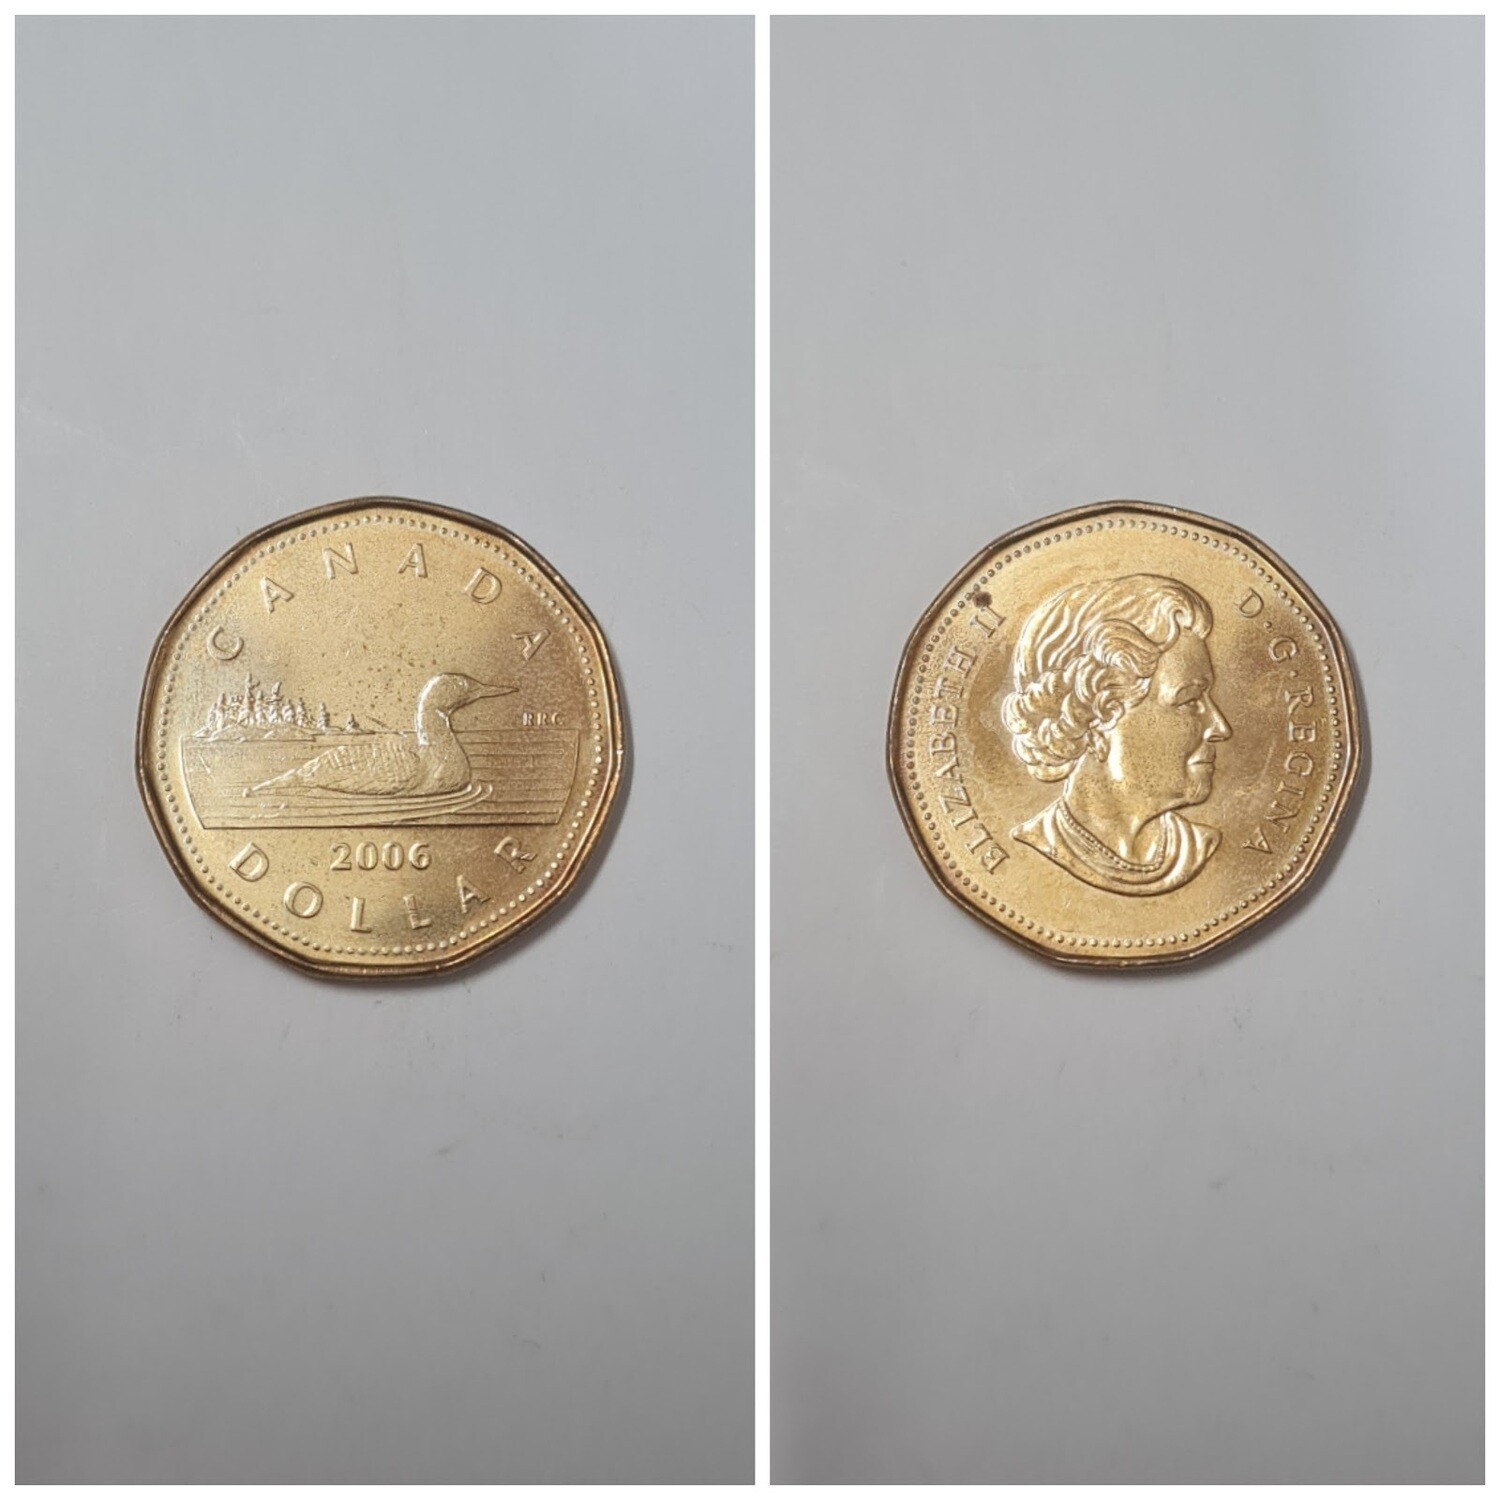 CANADA
RRC
2006
DOLLAR
ELIZABETH II
D.G.REGINA